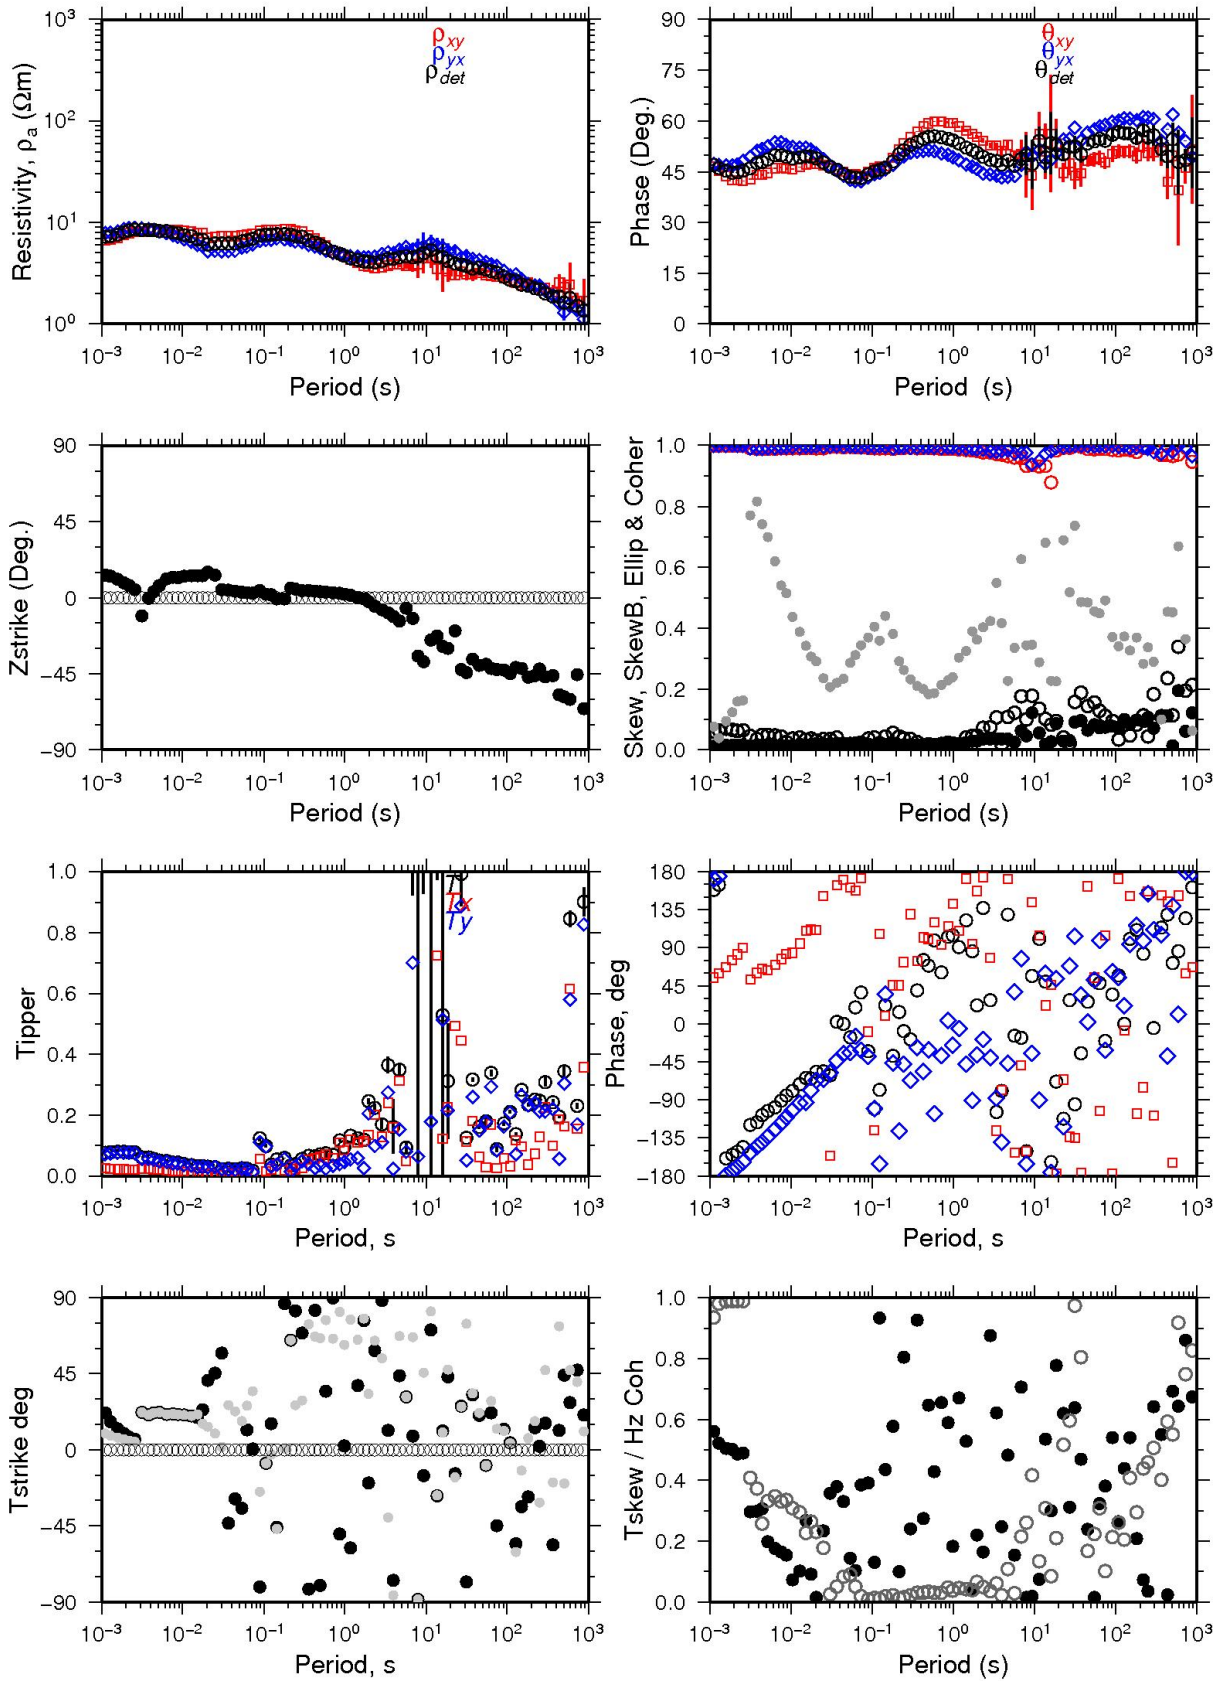 10³
10²
10¹
10⁰
Resistivity, ρₐ (Ωm)
ρxy
ρyx
ρdet
10⁻³ 10⁻² 10⁻¹ 10⁰ 10¹ 10² 10³
Period (s)
90
75
60
45
30
15
0
Phase (Deg.)
θxy
θyx
θdet
10⁻³ 10⁻² 10⁻¹ 10⁰ 10¹ 10² 10³
Period (s)
90
45
0
−45
−90
Zstrike (Deg.)
10⁻³ 10⁻² 10⁻¹ 10⁰ 10¹ 10² 10³
Period (s)
1.0
0.8
0.6
0.4
0.2
0.0
Skew, SkewB, Ellip & Coher
10⁻³ 10⁻² 10⁻¹ 10⁰ 10¹ 10² 10³
Period (s)
1.0
0.8
0.6
0.4
0.2
0.0
Tipper
T
Tx
Ty
10⁻³ 10⁻² 10⁻¹ 10⁰ 10¹ 10² 10³
Period, s
180
135
90
45
0
−45
−90
−135
−180
Phase, deg
10⁻³ 10⁻² 10⁻¹ 10⁰ 10¹ 10² 10³
Period, s
90
45
0
−45
−90
Tstrike deg
10⁻³ 10⁻² 10⁻¹ 10⁰ 10¹ 10² 10³
Period, s
1.0
0.8
0.6
0.4
0.2
0.0
Tskew / Hz Coh
10⁻³ 10⁻² 10⁻¹ 10⁰ 10¹ 10² 10³
Period (s)